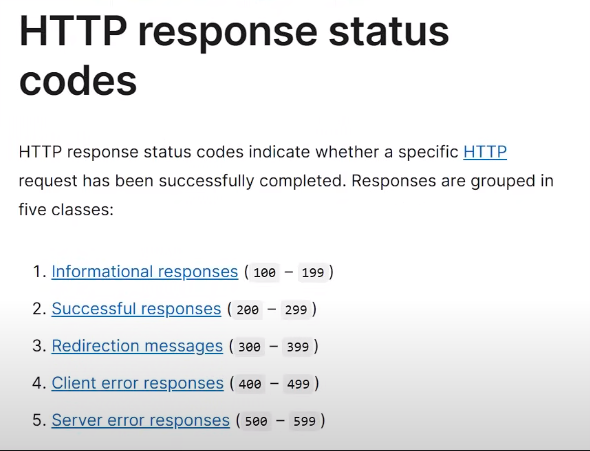 HTTP response status
codes
HTTP response status codes indicate whether a specific HTTP
request has been successfully completed. Responses are grouped in
five classes:
1. Informational responses ( 100 – 199 )
2. Successful responses ( 200 – 299 )
3. Redirection messages ( 300 – 399 )
4. Client error responses ( 400 – 499 )
5. Server error responses ( 500 – 599 )